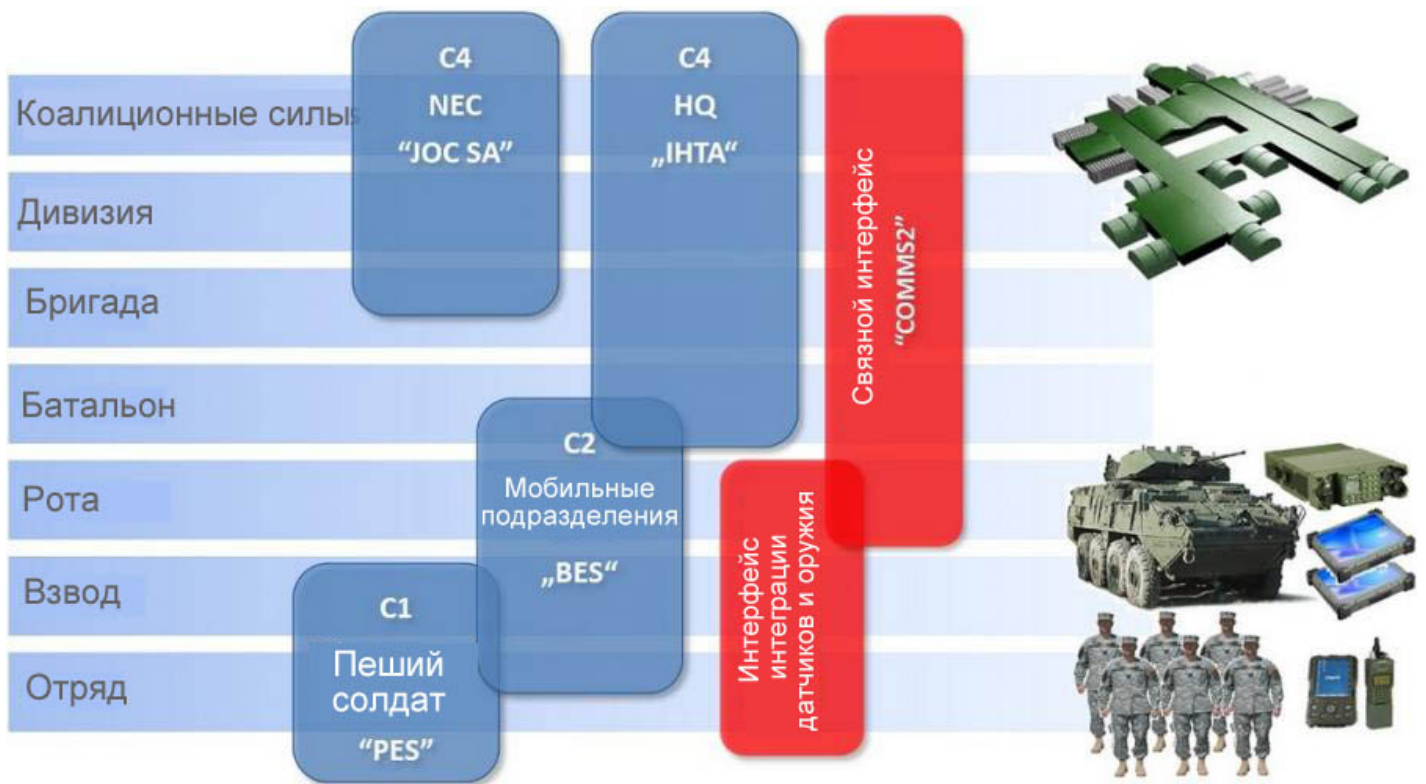 Коалиционные силы
Дивизия
Бригада
Батальон
Рота
Взвод
Отряд
C4
NEC
“JOC SA”
C4
HQ
„IHTA“
C2
Мобильные
подразделения
„BES“
C1
Пеший
солдат
“PES”
Связной интерфейс
“COMMS2”
Интерфейс
интеграции
датчиков и оружия